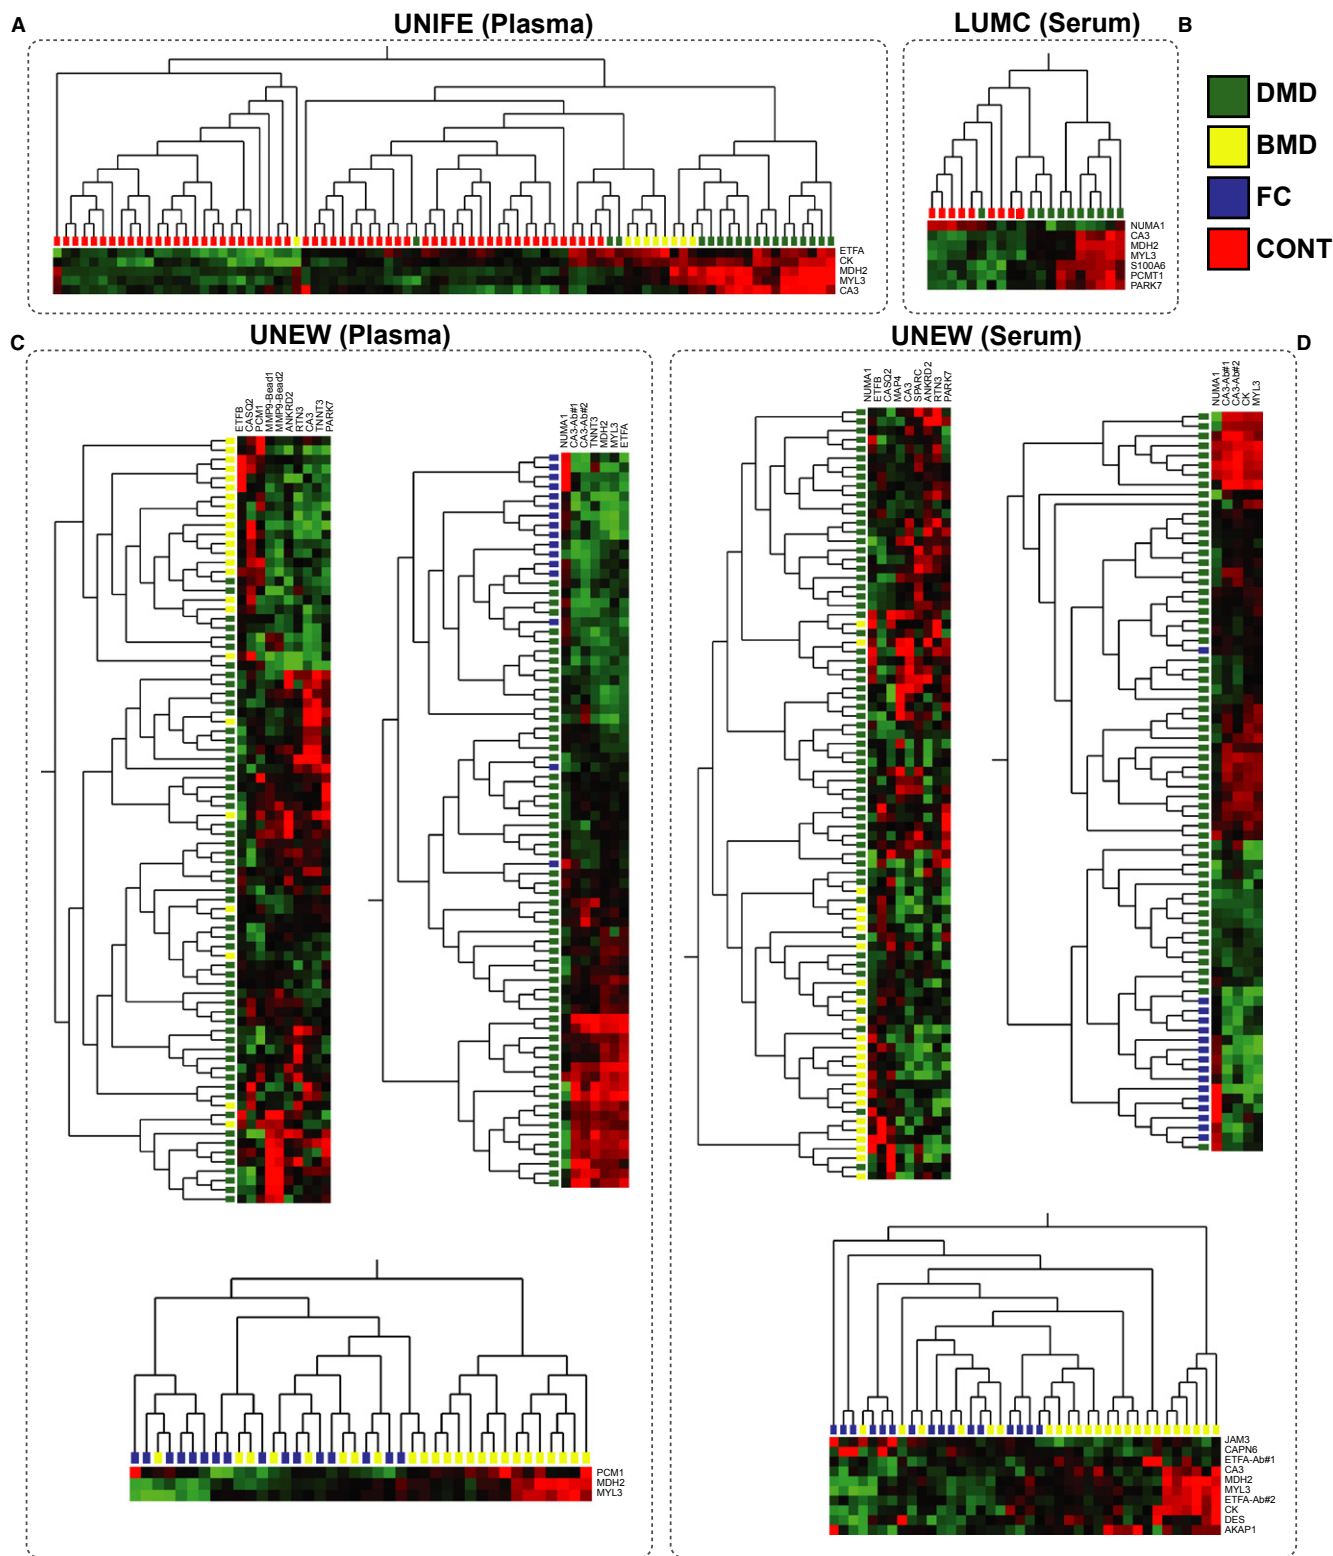 A
UNIFE (Plasma)
LUMC (Serum)
B
DMD
BMD
FC
CONT
ETFA
CK
MDH2
MYL3
CA3
NUMA1
CA3
MDH2
MYL3
S100A6
PCMT1
PARK7
C
UNEW (Plasma)
UNEW (Serum)
D
ETFB
CASQ2
PCM1
MMP9-Bead1
MMP9-Bead2
ANKRD2
RTN3
CA3
TNNT3
PARK7
NUMA1
CA3-Ab#1
CA3-Ab#2
TNNT3
MDH2
MYL3
ETFA
NUMA1
ETFB
CASQ2
MAP4
CA3
SPARC
ANKRD2
RTN3
PARK7
NUMA1
CA3-Ab#1
CA3-Ab#2
CK
MYL3
PCM1
MDH2
MYL3
JAM3
CAPN6
ETFA-Ab#1
CA3
MDH2
MYL3
ETFA-Ab#2
CK
DES
AKAP1